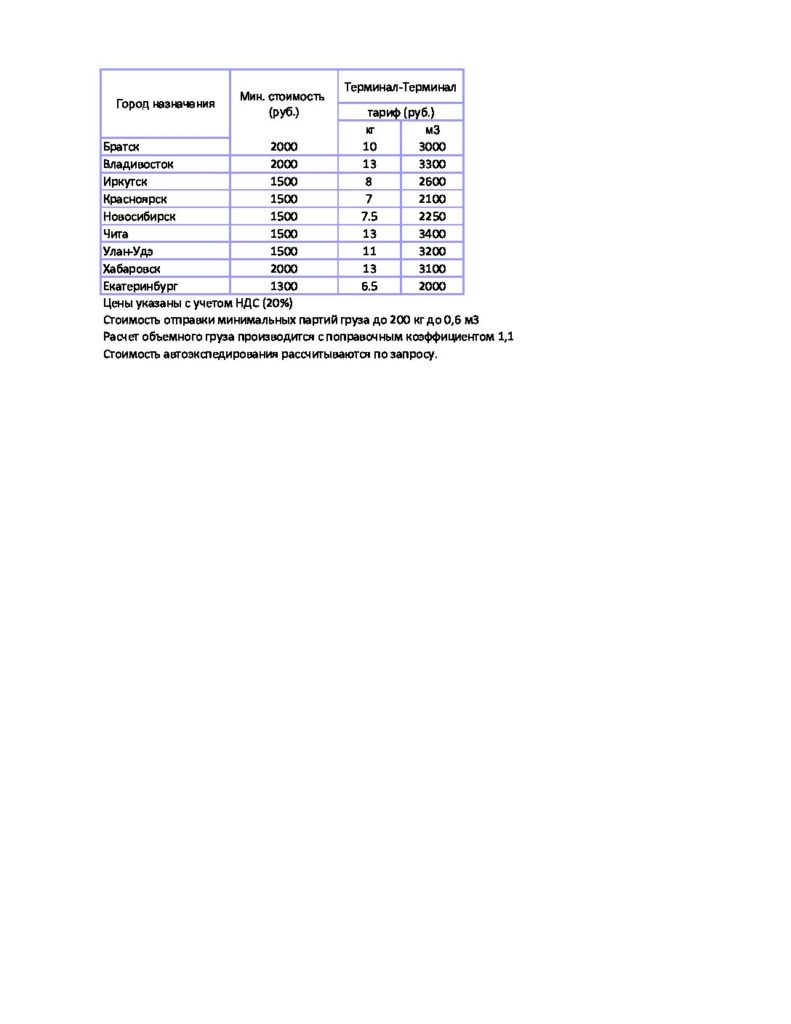 Город назначения Мин. стоимость (руб.) Терминал-Терминал
тариф (руб.)
кг м3
Братск 2000 10 3000
Владивосток 2000 13 3300
Иркутск 1500 8 2600
Красноярск 1500 7 2100
Новосибирск 1500 7.5 2250
Чита 1500 13 3400
Улан-Удэ 1500 11 3200
Хабаровск 2000 13 3100
Екатеринбург 1300 6.5 2000
Цены указаны с учетом НДС (20%)
Стоимость отправки минимальных партий груза до 200 кг до 0,6 м3
Расчет объемного груза производится с поправочным коэффициентом 1,1
Стоимость автоэкспедирования рассчитываются по запросу.